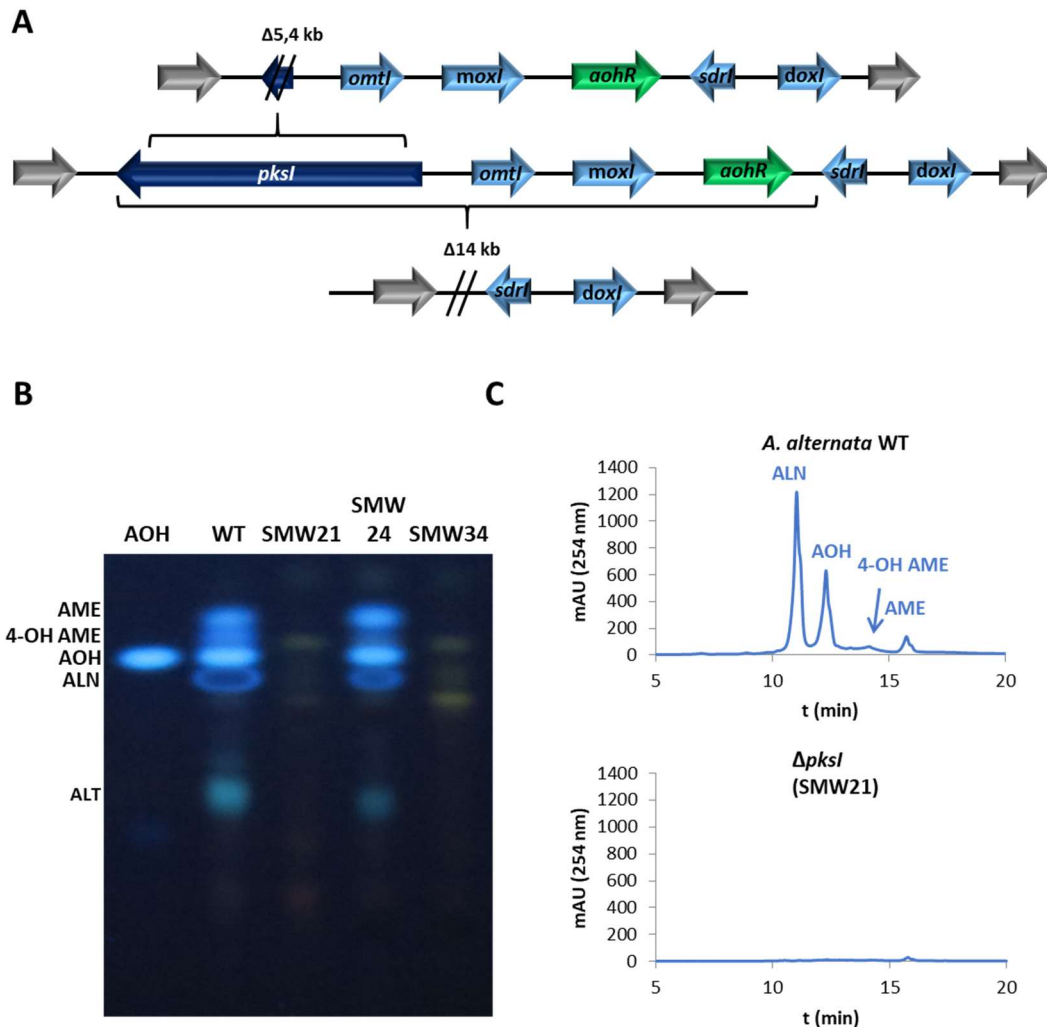 A
Δ5,4 kb
omtI moxI aohR sdrI doxI
pksI omtI moxI aohR sdrI doxI
Δ14 kb
sdrI doxI
B
AOH WT SMW21 SMW 24 SMW34
AME
4-OH AME
AOH
ALN
ALT
C
A. alternata WT
mAU (254 nm)
1400
1200
1000
800
600
400
200
0
ALN
AOH
4-OH AME
AME
5 10 15 20
t (min)
ΔpksI
(SMW21)
mAU (254 nm)
1400
1200
1000
800
600
400
200
0
5 10 15 20
t (min)